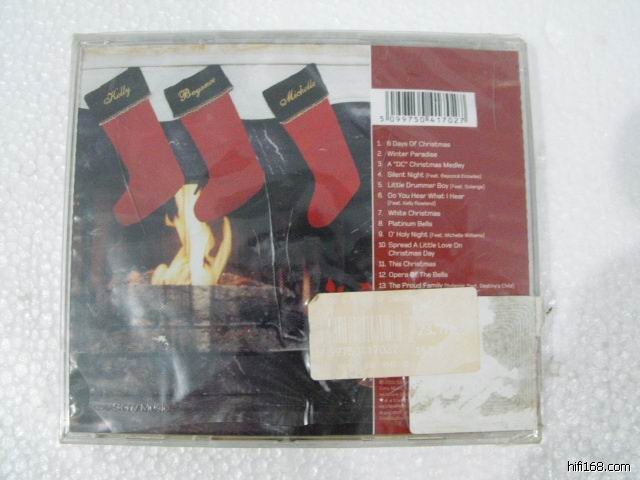 Kelly
Beyonce
Michelle
5 099750 417027
1. 8 Days Of Christmas
2. Winter Paradise
3. A "DC" Christmas Medley
4. Silent Night (Feat. Beyoncé Knowles)
5. Little Drummer Boy (Feat. Solange)
6. Do You Hear What I Hear
(Feat. Kelly Rowland)
7. White Christmas
8. Platinum Bells
9. O' Holy Night (Feat. Michelle Williams)
10. Spread A Little Love On
Christmas Day
11. This Christmas
12. Opera Of The Bells
13. The Proud Family (Feat. Destiny's Child)
hifi168.com